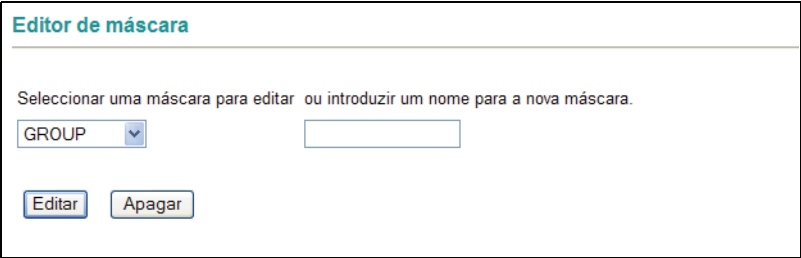 Editor de máscara
Seleccionar uma máscara para editar ou introduzir um nome para a nova máscara.
GROUP
Editar Apagar